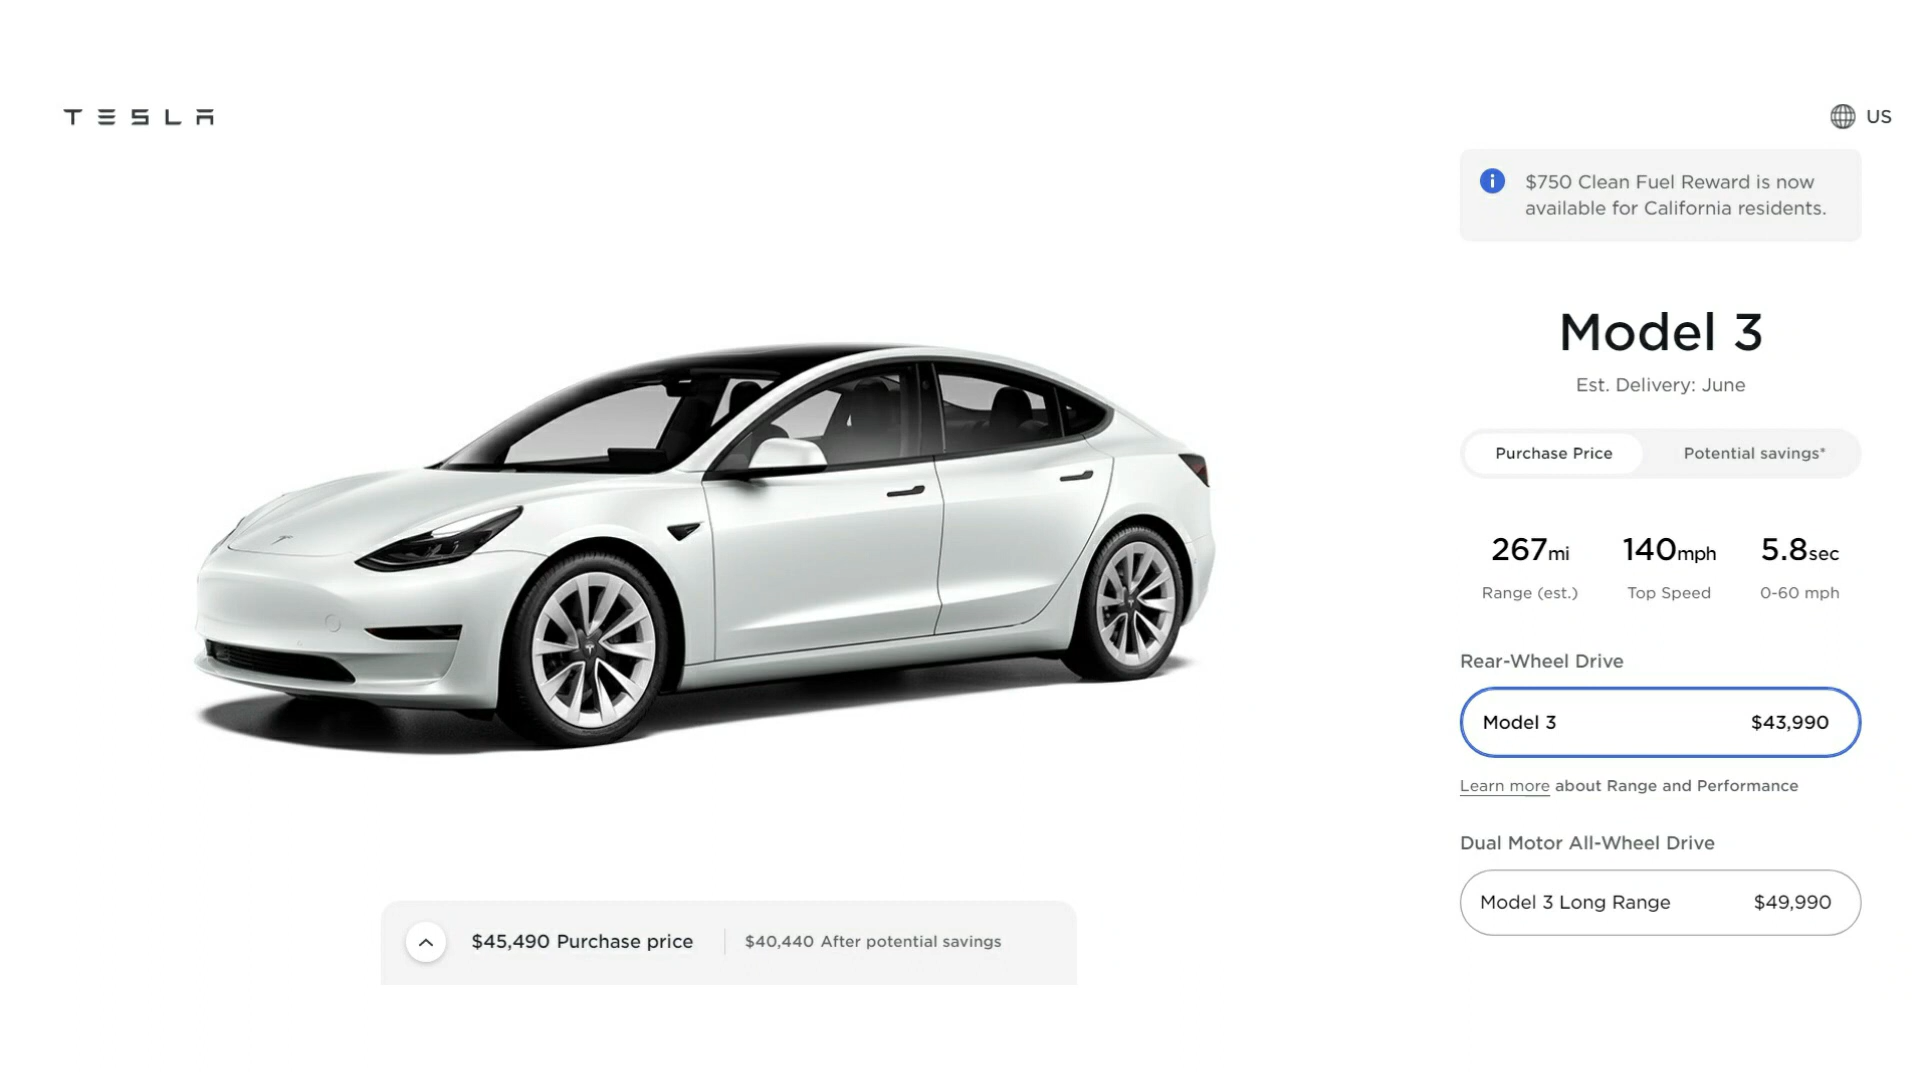 TESLA
US
$750 Clean Fuel Reward is now
available for California residents.
Model 3
Est. Delivery: June
Purchase Price Potential savings*
267mi 140mph 5.8sec
Range (est.) Top Speed 0-60 mph
Rear-Wheel Drive
Model 3 $43,990
Learn more about Range and Performance
Dual Motor All-Wheel Drive
Model 3 Long Range $49,990
$45,490 Purchase price $40,440 After potential savings